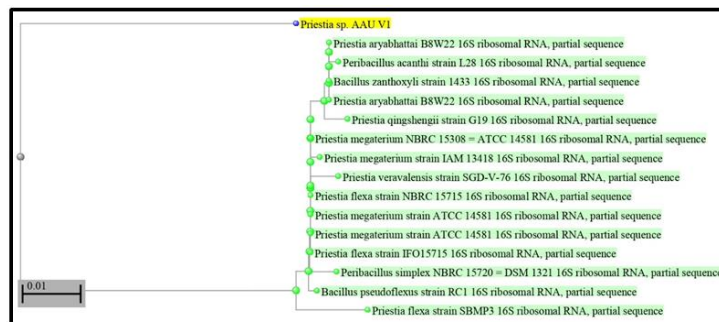 Priestia sp. AAU V1
Priestia aryabhattai B8W22 16S ribosomal RNA, partial sequence
Peribacillus acanthi strain L28 16S ribosomal RNA, partial sequence
Bacillus zanthoxyli strain 1433 16S ribosomal RNA, partial sequence
Priestia aryabhattai B8W22 16S ribosomal RNA, partial sequence
Priestia qingshengii strain G19 16S ribosomal RNA, partial sequence
Priestia megaterium NBRC 15308 = ATCC 14581 16S ribosomal RNA, partial sequence
Priestia megaterium strain IAM 13418 16S ribosomal RNA, partial sequence
Priestia veravalensis strain SGD-V-76 16S ribosomal RNA, partial sequence
Priestia flexa strain NBRC 15715 16S ribosomal RNA, partial sequence
Priestia megaterium strain ATCC 14581 16S ribosomal RNA, partial sequence
Priestia megaterium strain ATCC 14581 16S ribosomal RNA, partial sequence
Priestia flexa strain IFO15715 16S ribosomal RNA, partial sequence
Peribacillus simplex NBRC 15720 = DSM 1321 16S ribosomal RNA, partial sequence
0.01
Bacillus pseudoflexus strain RC1 16S ribosomal RNA, partial sequence
Priestia flexa strain SBMP3 16S ribosomal RNA, partial sequence